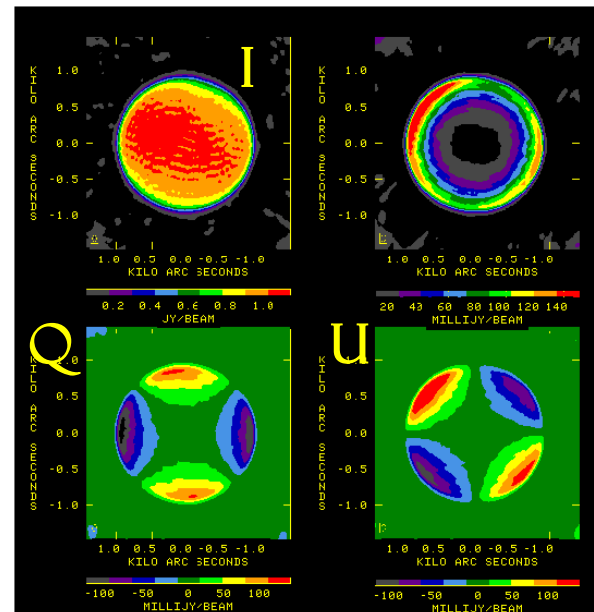 I
KILO ARC SECONDS
1.0
0.5
0.0
-0.5
-1.0
a
1.0 0.5 0.0 -0.5 -1.0
KILO ARC SECONDS
0.2 0.4 0.6 0.8 1.0
JY/BEAM
KILO ARC SECONDS
1.0
0.5
0.0
-0.5
-1.0
b
1.0 0.5 0.0 -0.5 -1.0
KILO ARC SECONDS
20 40 60 80 100 120 140
MILLIJY/BEAM
Q
KILO ARC SECONDS
1.0
0.5
0.0
-0.5
-1.0
1.0 0.5 0.0 -0.5 -1.0
KILO ARC SECONDS
-100 -50 0 50 100
MILLIJY/BEAM
U
KILO ARC SECONDS
1.0
0.5
0.0
-0.5
-1.0
b
1.0 0.5 0.0 -0.5 -1.0
KILO ARC SECONDS
-100 -50 0 50 100
MILLIJY/BEAM